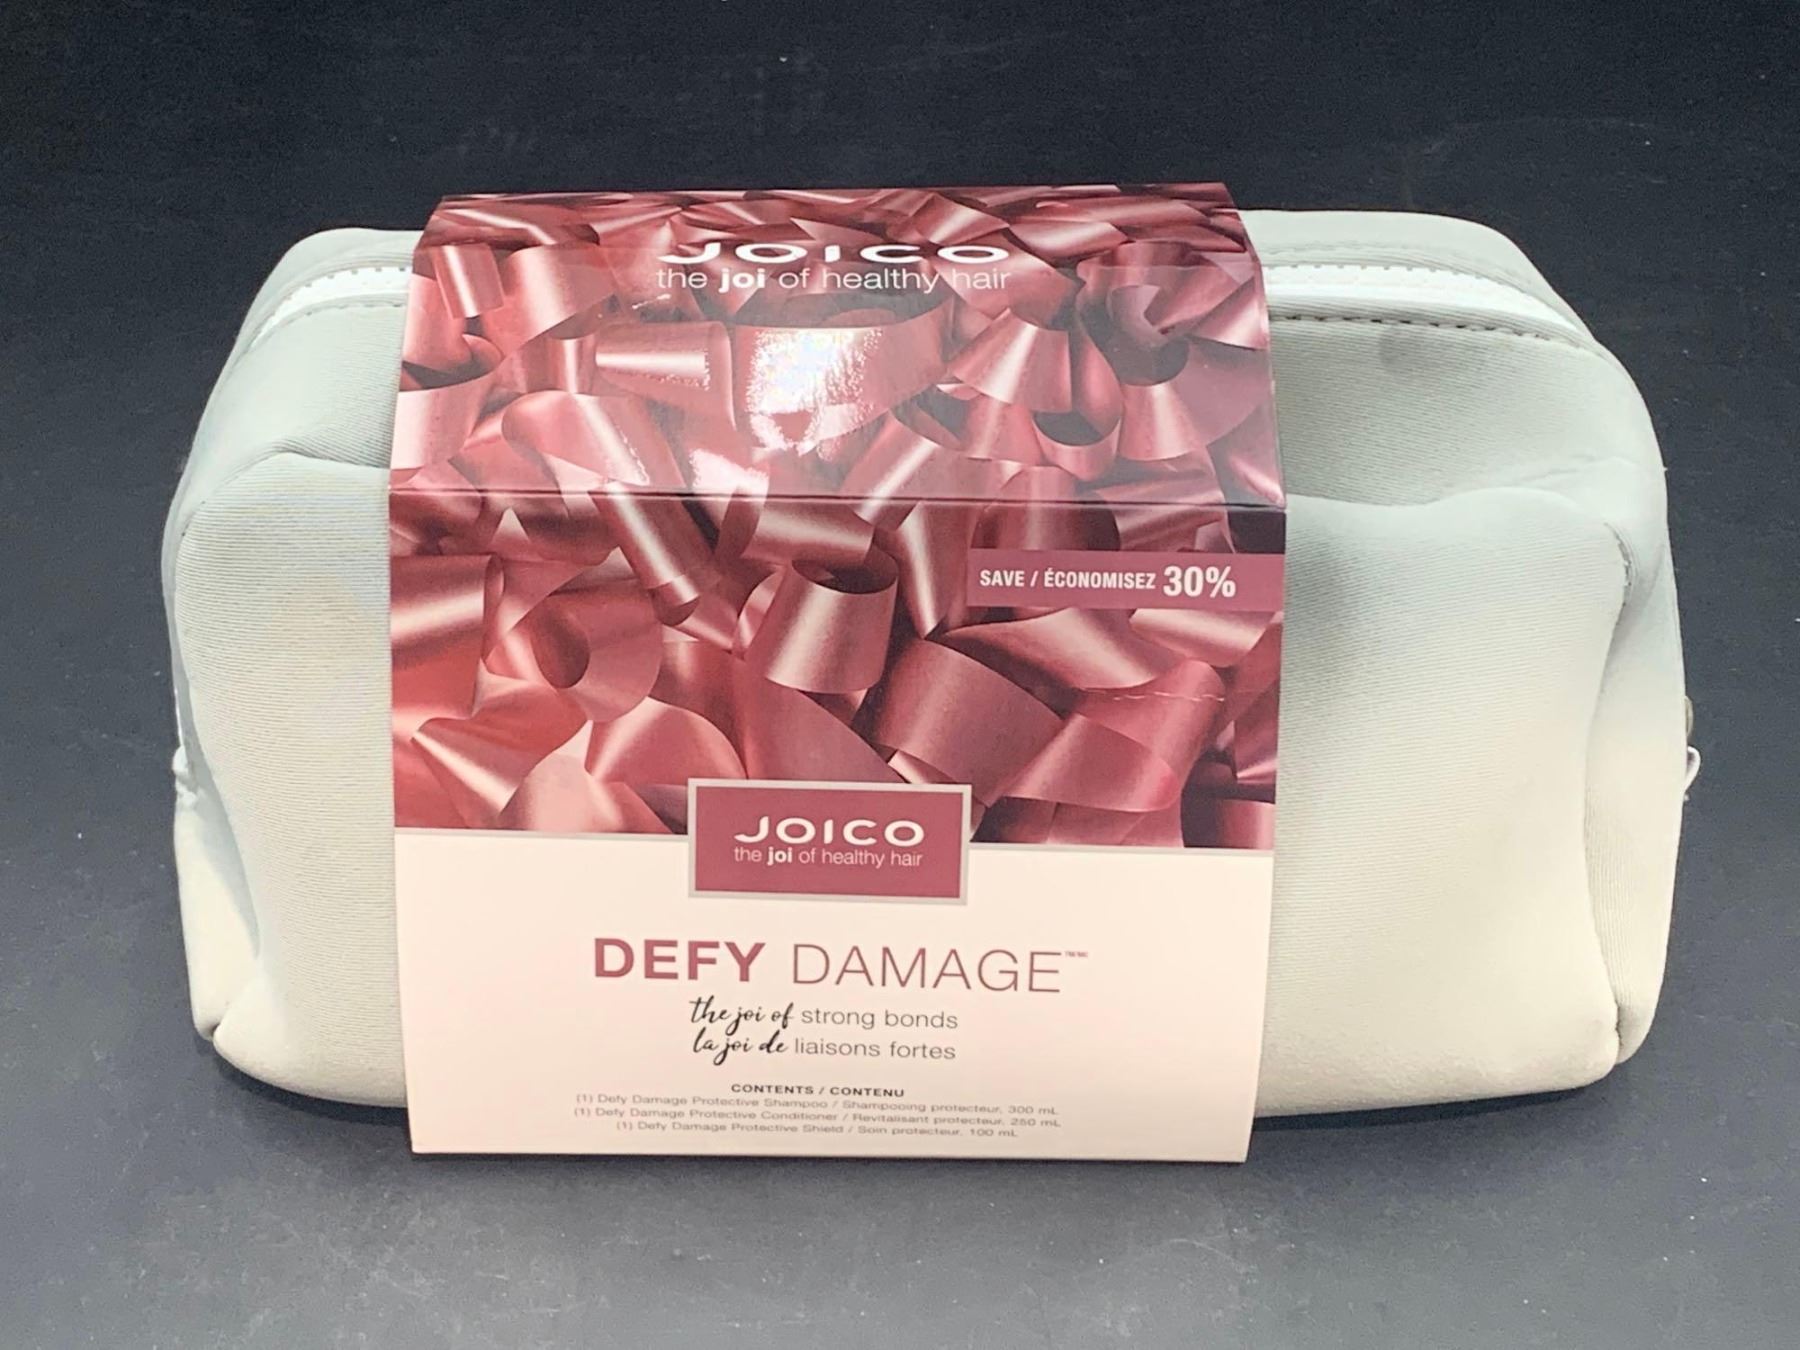 JOICO
the joi of healthy hair
SAVE / ÉCONOMISEZ 30%
JOICO
the joi of healthy hair
DEFY DAMAGE™/MC
the joi of strong bonds
la joi de liaisons fortes
CONTENTS / CONTENU
(1) Defy Damage Protective Shampoo / Shampooing protecteur, 300 mL
(1) Defy Damage Protective Conditioner / Revitalisant protecteur, 250 mL
(1) Defy Damage Protective Shield / Soin protecteur, 100 mL